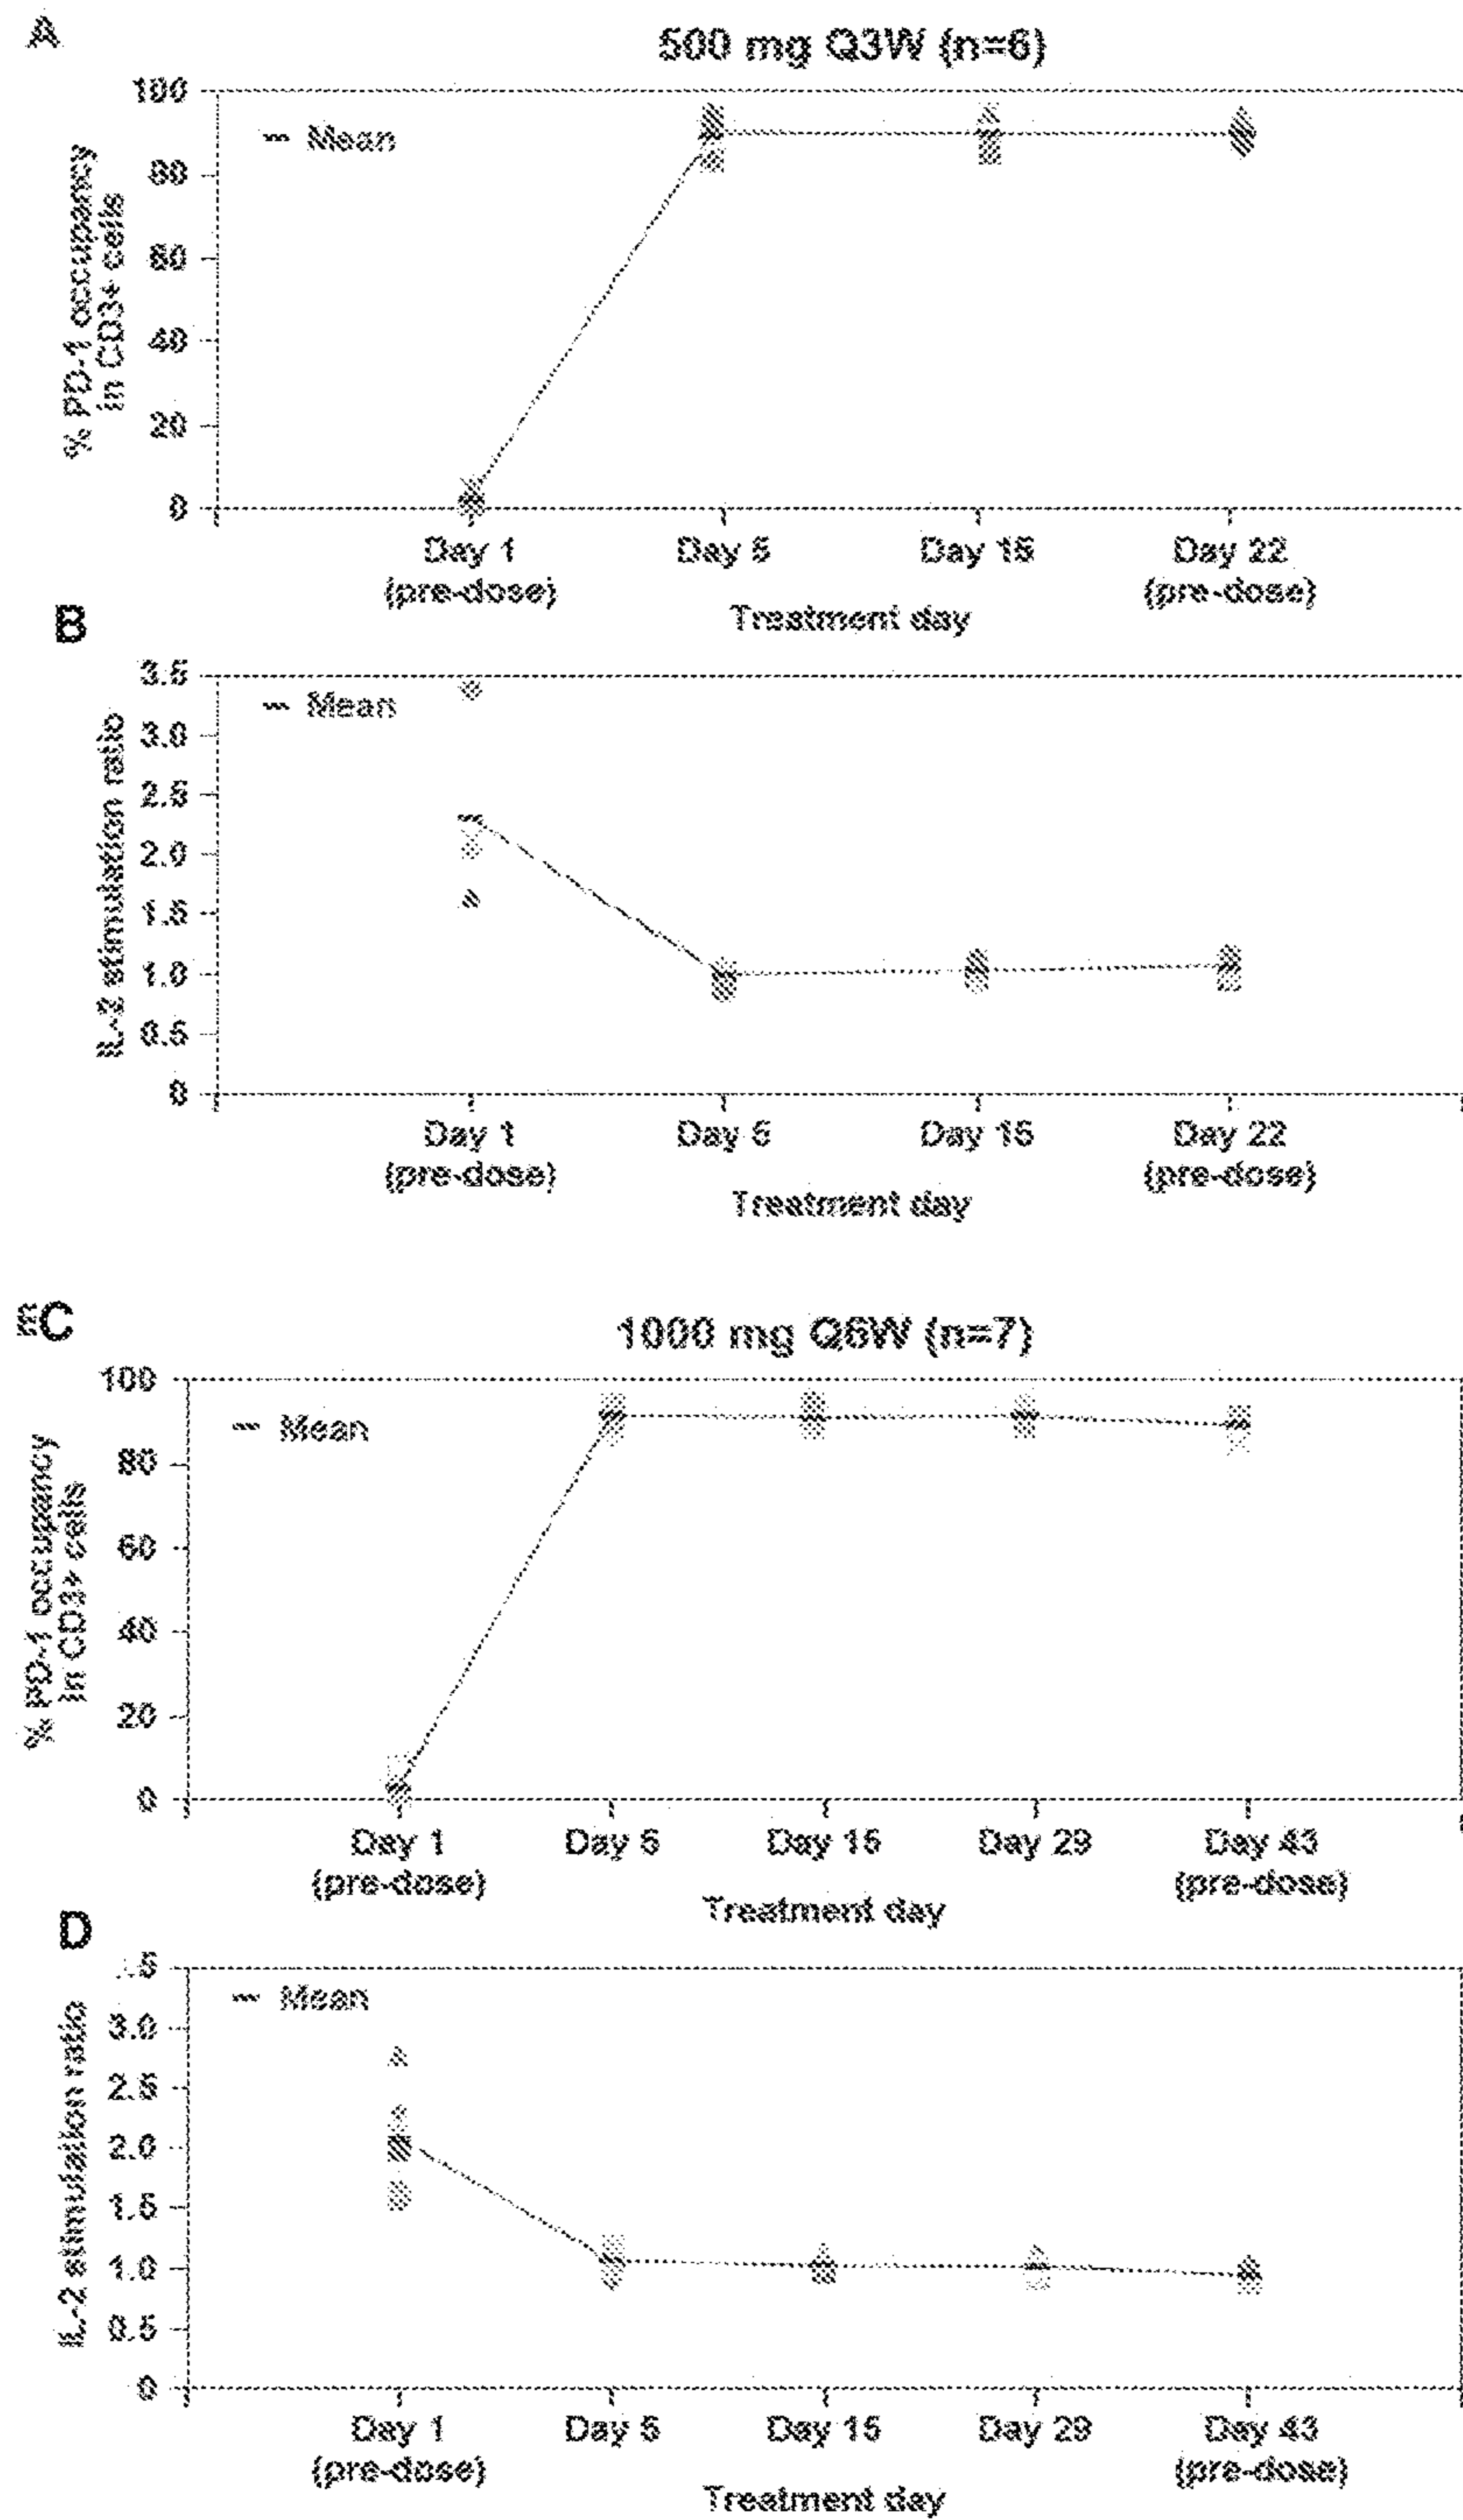 A
500 mg Q3W (n=6)
100
80
60
40
20
0
% PD-1 occupancy
in CD3+ cells
Mean
Day 1
Day 5
Day 15
Day 22
(pre-dose)
(pre-dose)
Treatment day
B
3.5
3.0
2.5
2.0
1.5
1.0
0.5
0
IL-2 stimulation ratio
Mean
Day 1
Day 5
Day 15
Day 22
(pre-dose)
(pre-dose)
Treatment day
C
1000 mg Q6W (n=7)
100
80
60
40
20
0
% PD-1 occupancy
in CD3+ cells
Mean
Day 1
Day 5
Day 15
Day 29
Day 43
(pre-dose)
(pre-dose)
Treatment day
D
3.0
2.5
2.0
1.5
1.0
0.5
0
IL-2 stimulation ratio
Mean
Day 1
Day 5
Day 15
Day 29
Day 43
(pre-dose)
(pre-dose)
Treatment day